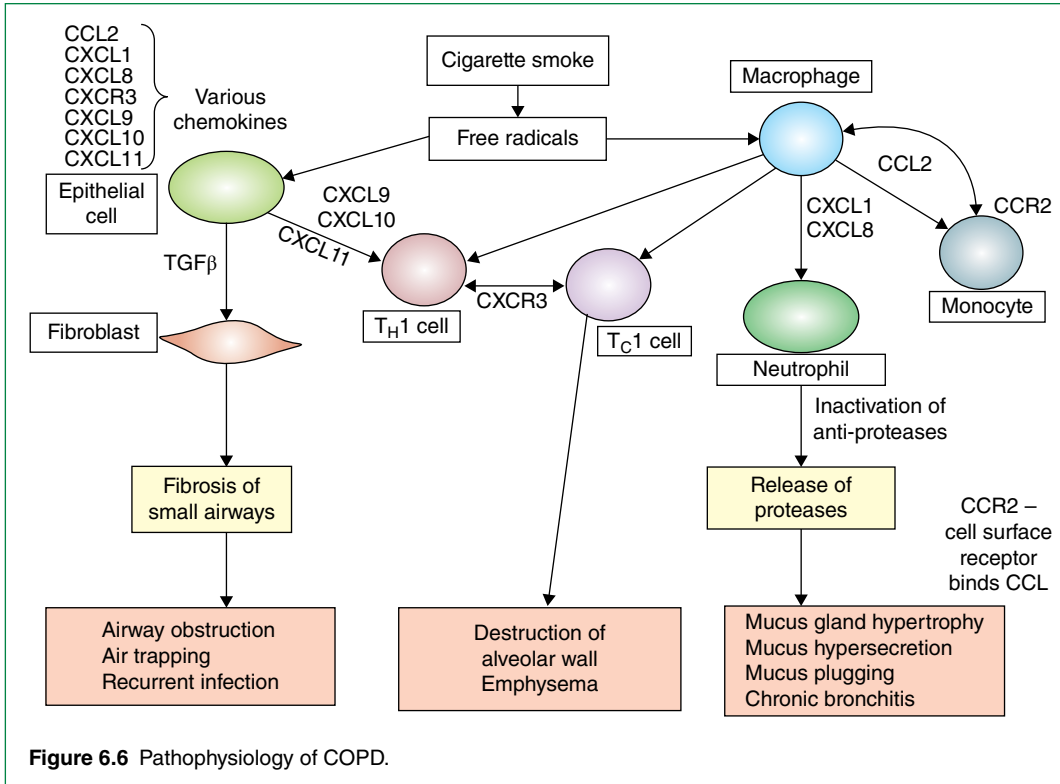 CCL2
CXCL1
CXCL8
CXCR3
CXCL9
CXCL10
CXCL11
Various
chemokines
Cigarette smoke
Free radicals
Macrophage
Epithelial
cell
CXCL9
CXCL10
CXCL11
CCL2
CXCL1
CXCL8
CCR2
TGFβ
CXCR3
Monocyte
Fibroblast
T_H1 cell
T_C1 cell
Neutrophil
Inactivation of
anti-proteases
Fibrosis of
small airways
Release of
proteases
CCR2 –
cell surface
receptor
binds CCL
Airway obstruction
Air trapping
Recurrent infection
Destruction of
alveolar wall
Emphysema
Mucus gland hypertrophy
Mucus hypersecretion
Mucus plugging
Chronic bronchitis
Figure 6.6 Pathophysiology of COPD.